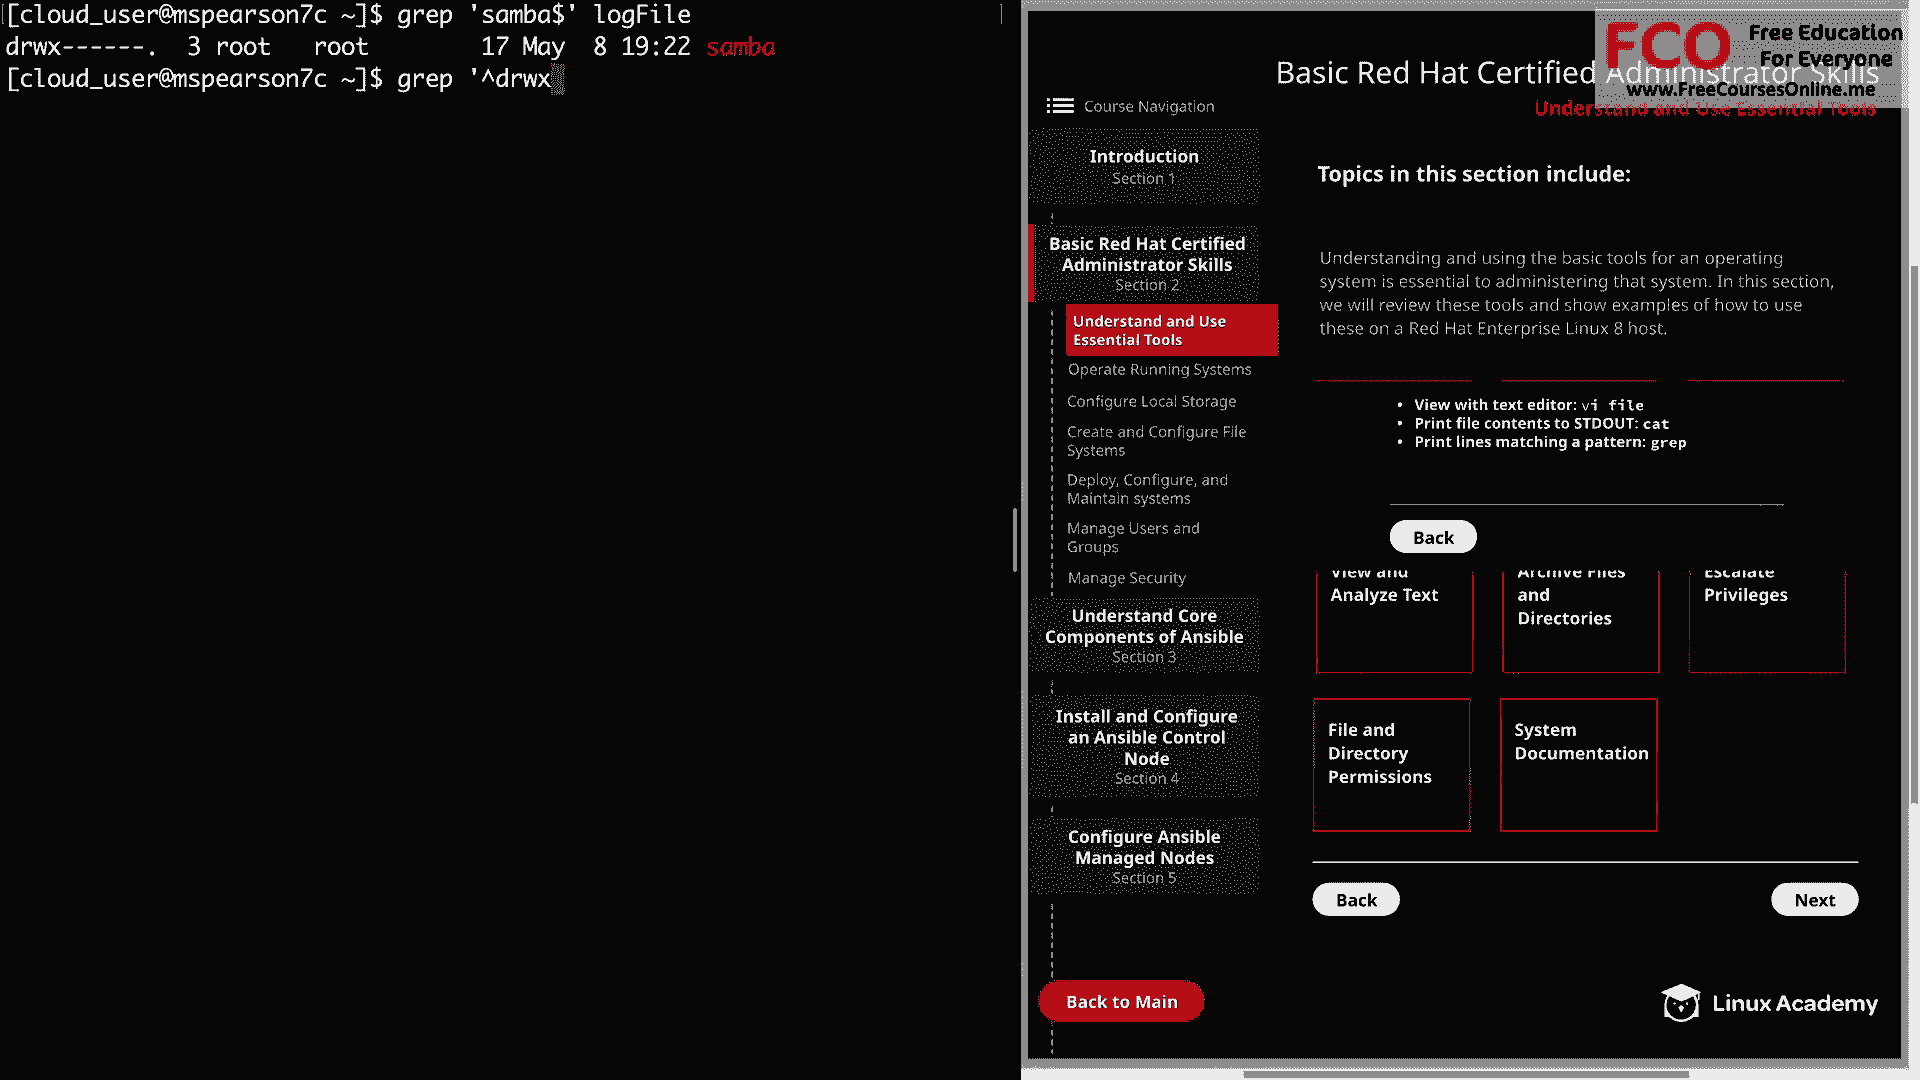 [cloud_user@mspearson7c ~]$ grep 'samba$' logFile
drwx------.  3 root   root        17 May  8 19:22 samba
[cloud_user@mspearson7c ~]$ grep '^drwx
FCO
Free Education
For Everyone
www.FreeCoursesOnline.me
Basic Red Hat Certified Administrator Skills
Understand and Use Essential Tools
Course Navigation
Introduction
Section 1
Basic Red Hat Certified
Administrator Skills
Section 2
Understand and Use
Essential Tools
Operate Running Systems
Configure Local Storage
Create and Configure File
Systems
Deploy, Configure, and
Maintain systems
Manage Users and
Groups
Manage Security
Understand Core
Components of Ansible
Section 3
Install and Configure
an Ansible Control
Node
Section 4
Configure Ansible
Managed Nodes
Section 5
Back to Main
Topics in this section include:
Understanding and using the basic tools for an operating
system is essential to administering that system. In this section,
we will review these tools and show examples of how to use
these on a Red Hat Enterprise Linux 8 host.
• View with text editor: vi file
• Print file contents to STDOUT: cat
• Print lines matching a pattern: grep
Back
View and
Analyze Text
Archive Files
and
Directories
Escalate
Privileges
File and
Directory
Permissions
System
Documentation
Back
Next
Linux Academy